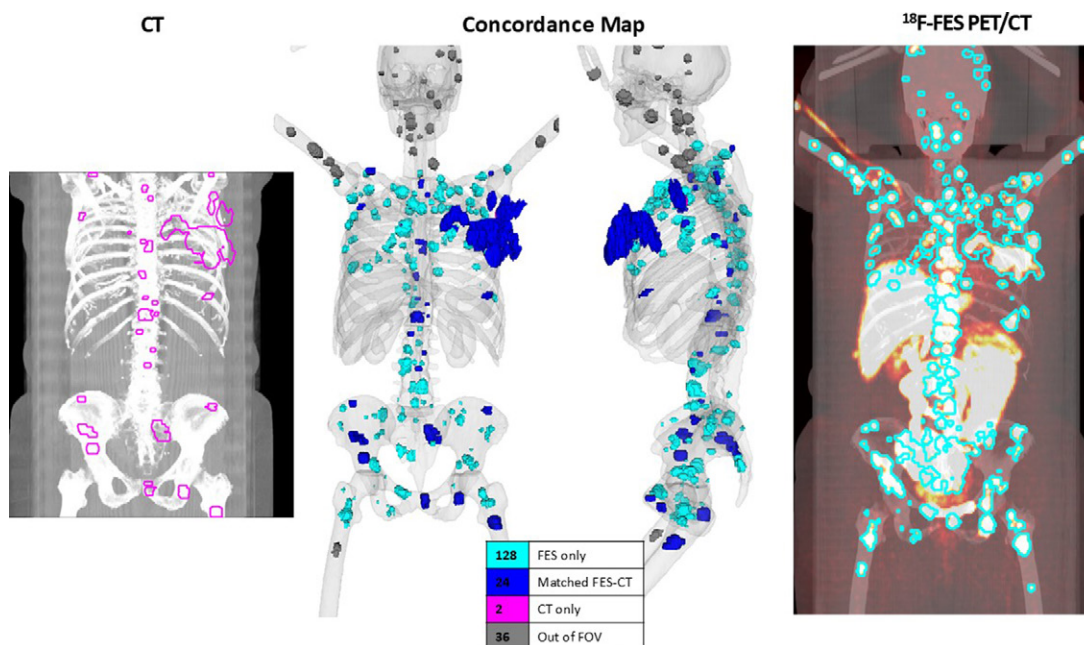 CT
Concordance Map
¹⁸F-FES PET/CT
128 FES only
24 Matched FES-CT
2 CT only
36 Out of FOV